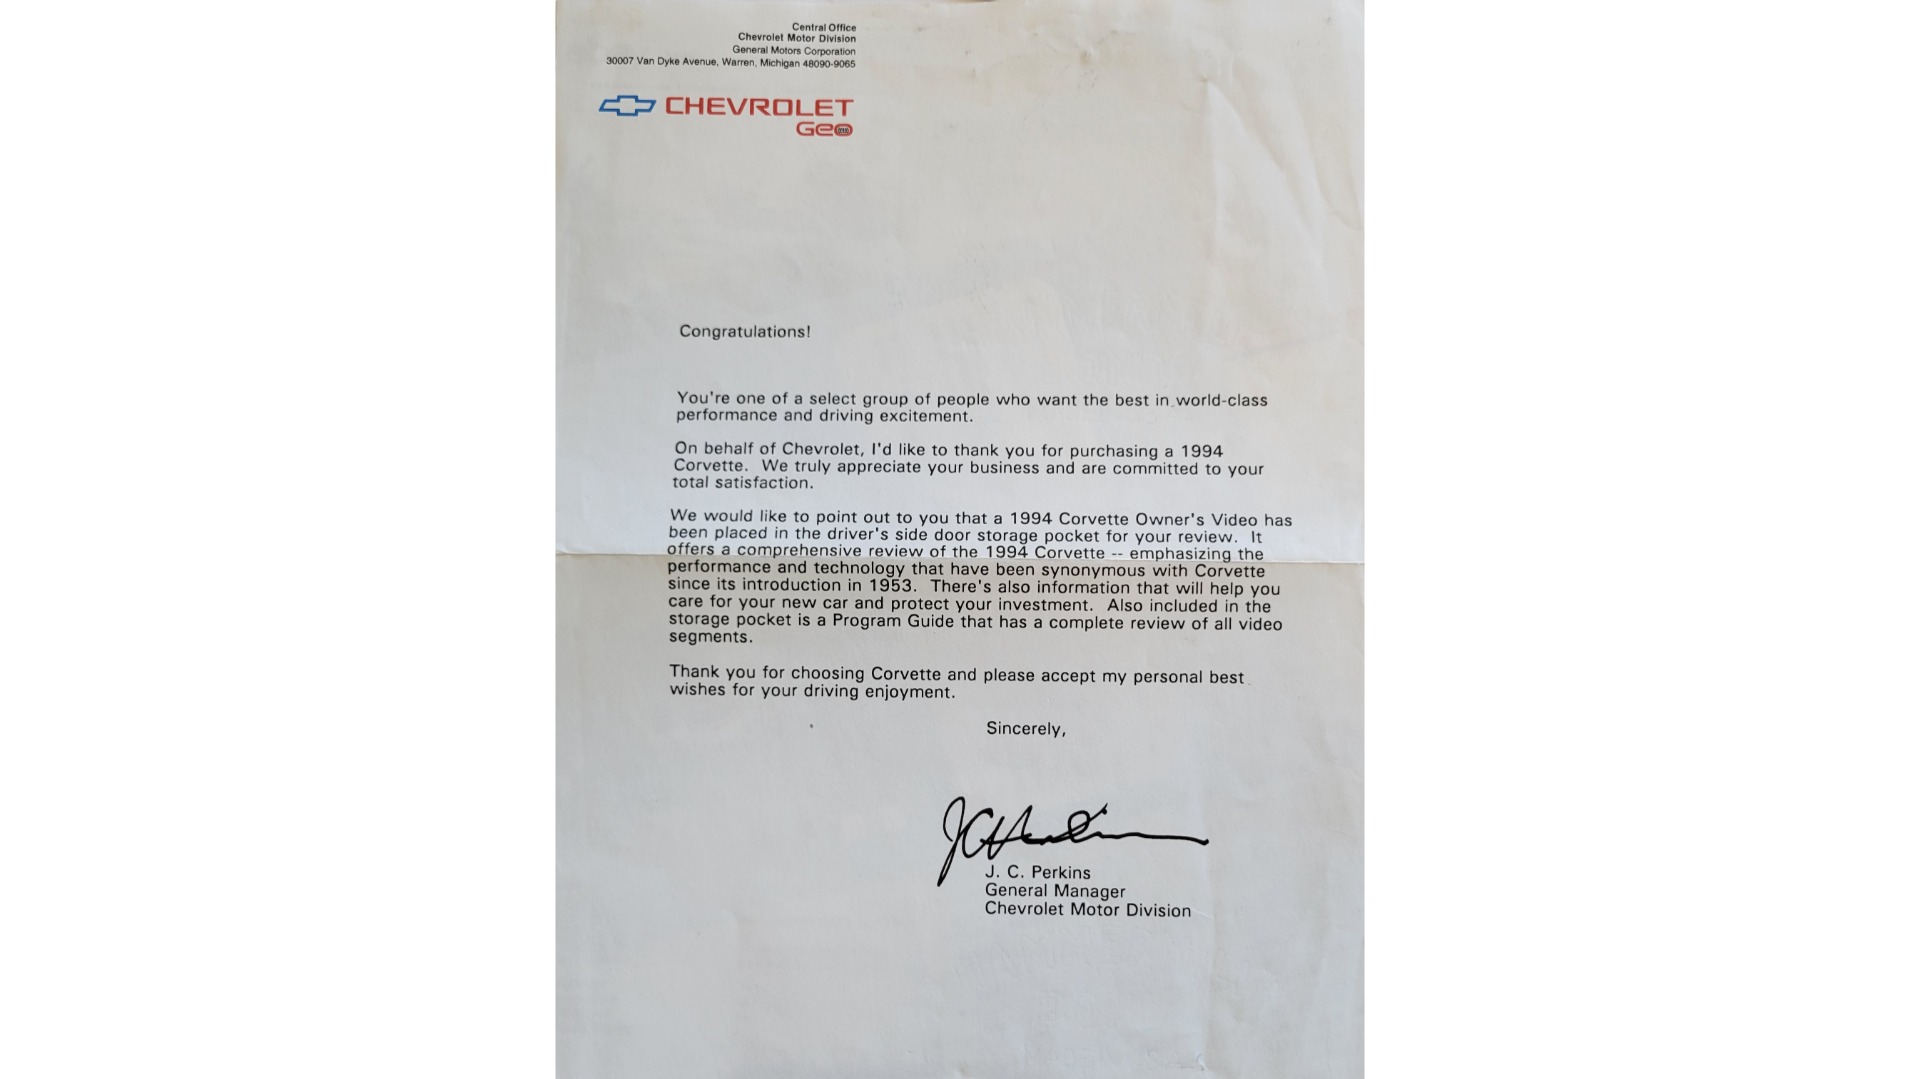 Central Office
Chevrolet Motor Division
General Motors Corporation
30007 Van Dyke Avenue, Warren, Michigan 48090-9065
CHEVROLET
Geo
Congratulations!
You're one of a select group of people who want the best in world-class
performance and driving excitement.
On behalf of Chevrolet, I'd like to thank you for purchasing a 1994
Corvette. We truly appreciate your business and are committed to your
total satisfaction.
We would like to point out to you that a 1994 Corvette Owner's Video has
been placed in the driver's side door storage pocket for your review. It
offers a comprehensive review of the 1994 Corvette -- emphasizing the
performance and technology that have been synonymous with Corvette
since its introduction in 1953. There's also information that will help you
care for your new car and protect your investment. Also included in the
storage pocket is a Program Guide that has a complete review of all video
segments.
Thank you for choosing Corvette and please accept my personal best
wishes for your driving enjoyment.
Sincerely,
J. C. Perkins
General Manager
Chevrolet Motor Division